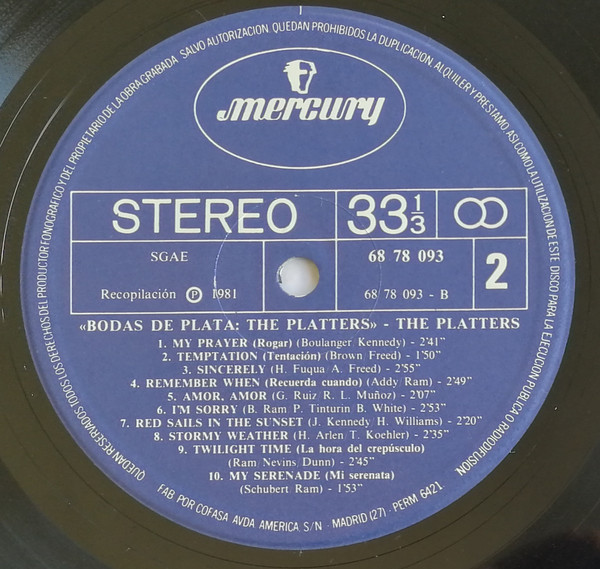 QUEDAN RESERVADOS TODOS LOS DERECHOS DEL PRODUCTOR FONOGRAFICO Y DEL PROPIETARIO DE LA OBRA GRABADA. SALVO AUTORIZACION QUEDAN PROHIBIDOS LA DUPLICACION, ALQUILER Y PRESTAMO, ASI COMO LA UTILIZACION DE ESTE DISCO PARA LA EJECUCION PUBLICA O RADIODIFUSION.
mercury
STEREO 33 1/3
SGAE 68 78 093 2
Recopilación Ⓟ 1981 68 78 093 - B
«BODAS DE PLATA: THE PLATTERS» - THE PLATTERS
1. MY PRAYER (Rogar) (Boulanger Kennedy) - 2'41"
2. TEMPTATION (Tentación) (Brown/Freed) - 1'50"
3. SINCERELY (H. Fuqua/A. Freed) - 2'55"
4. REMEMBER WHEN (Recuerda cuando) (Addy/Ram) - 2'49"
5. AMOR, AMOR (G. Ruiz/R. L. Muñoz) - 2'07"
6. I'M SORRY (B. Ram/P. Tinturin/B. White) - 2'53"
7. RED SAILS IN THE SUNSET (J. Kennedy/H. Williams) - 2'20"
8. STORMY WEATHER (H. Arlen/T. Koehler) - 2'35"
9. TWILIGHT TIME (La hora del crepúsculo)
(Ram/Nevins/Dunn) - 2'45"
10. MY SERENADE (Mi serenata)
(Schubert/Ram) - 1'53"
FAB. POR COFASA AVDA. AMERICA S/N - MADRID (27) - PERM 6421